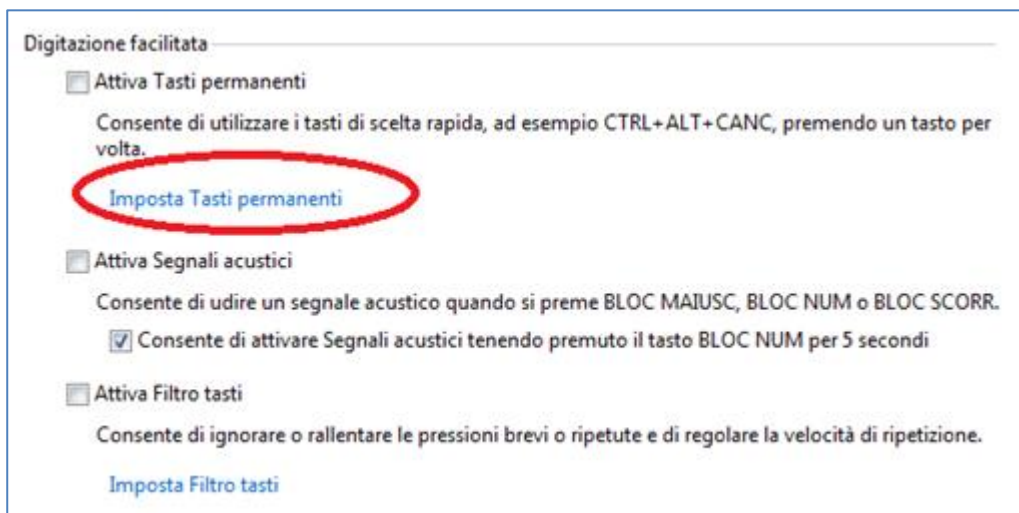 Digitazione facilitata
Attiva Tasti permanenti
Consente di utilizzare i tasti di scelta rapida, ad esempio CTRL+ALT+CANC, premendo un tasto per
volta.
Imposta Tasti permanenti
Attiva Segnali acustici
Consente di udire un segnale acustico quando si preme BLOC MAIUSC, BLOC NUM o BLOC SCORR.
Consente di attivare Segnali acustici tenendo premuto il tasto BLOC NUM per 5 secondi
Attiva Filtro tasti
Consente di ignorare o rallentare le pressioni brevi o ripetute e di regolare la velocità di ripetizione.
Imposta Filtro tasti